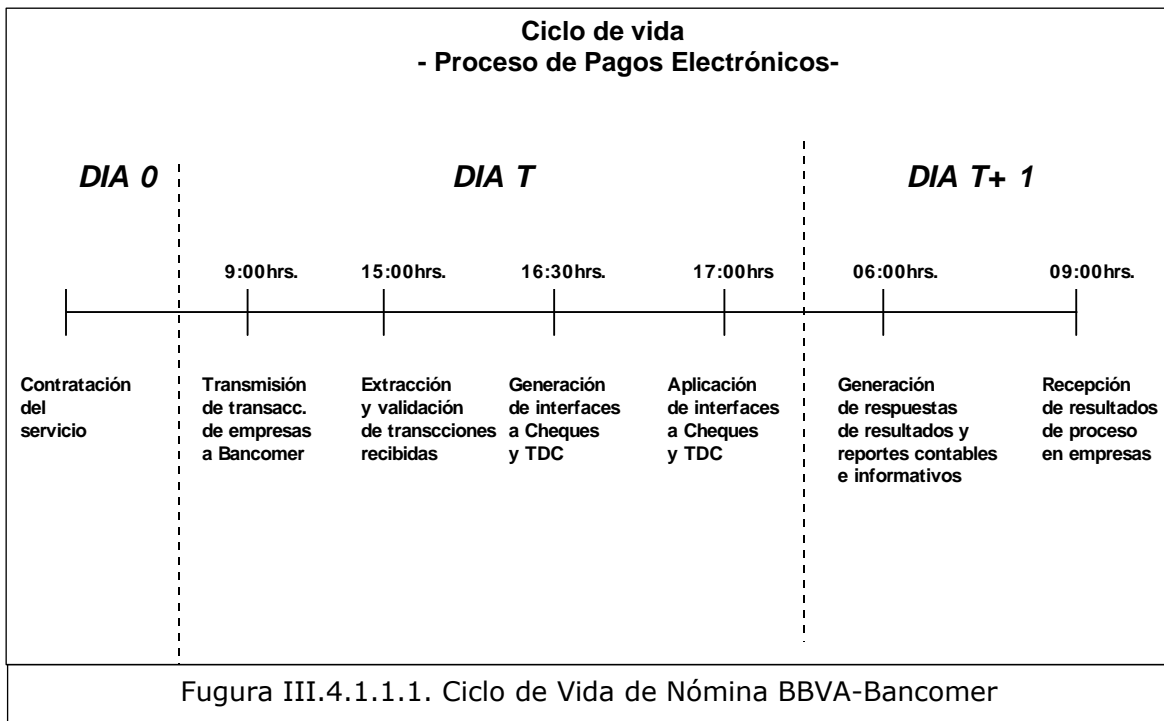 Ciclo de vida
- Proceso de Pagos Electrónicos-
DIA 0
DIA T
DIA T+ 1
9:00hrs.
15:00hrs.
16:30hrs.
17:00hrs
06:00hrs.
09:00hrs.
Contratación
del
servicio
Transmisión
de transacc.
de empresas
a Bancomer
Extracción
y validación
de transcciones
recibidas
Generación
de interfaces
a Cheques
y TDC
Aplicación
de interfaces
a Cheques
y TDC
Generación
de respuestas
de resultados y
reportes contables
e informativos
Recepción
de resultados
de proceso
en empresas
Fugura III.4.1.1.1. Ciclo de Vida de Nómina BBVA-Bancomer